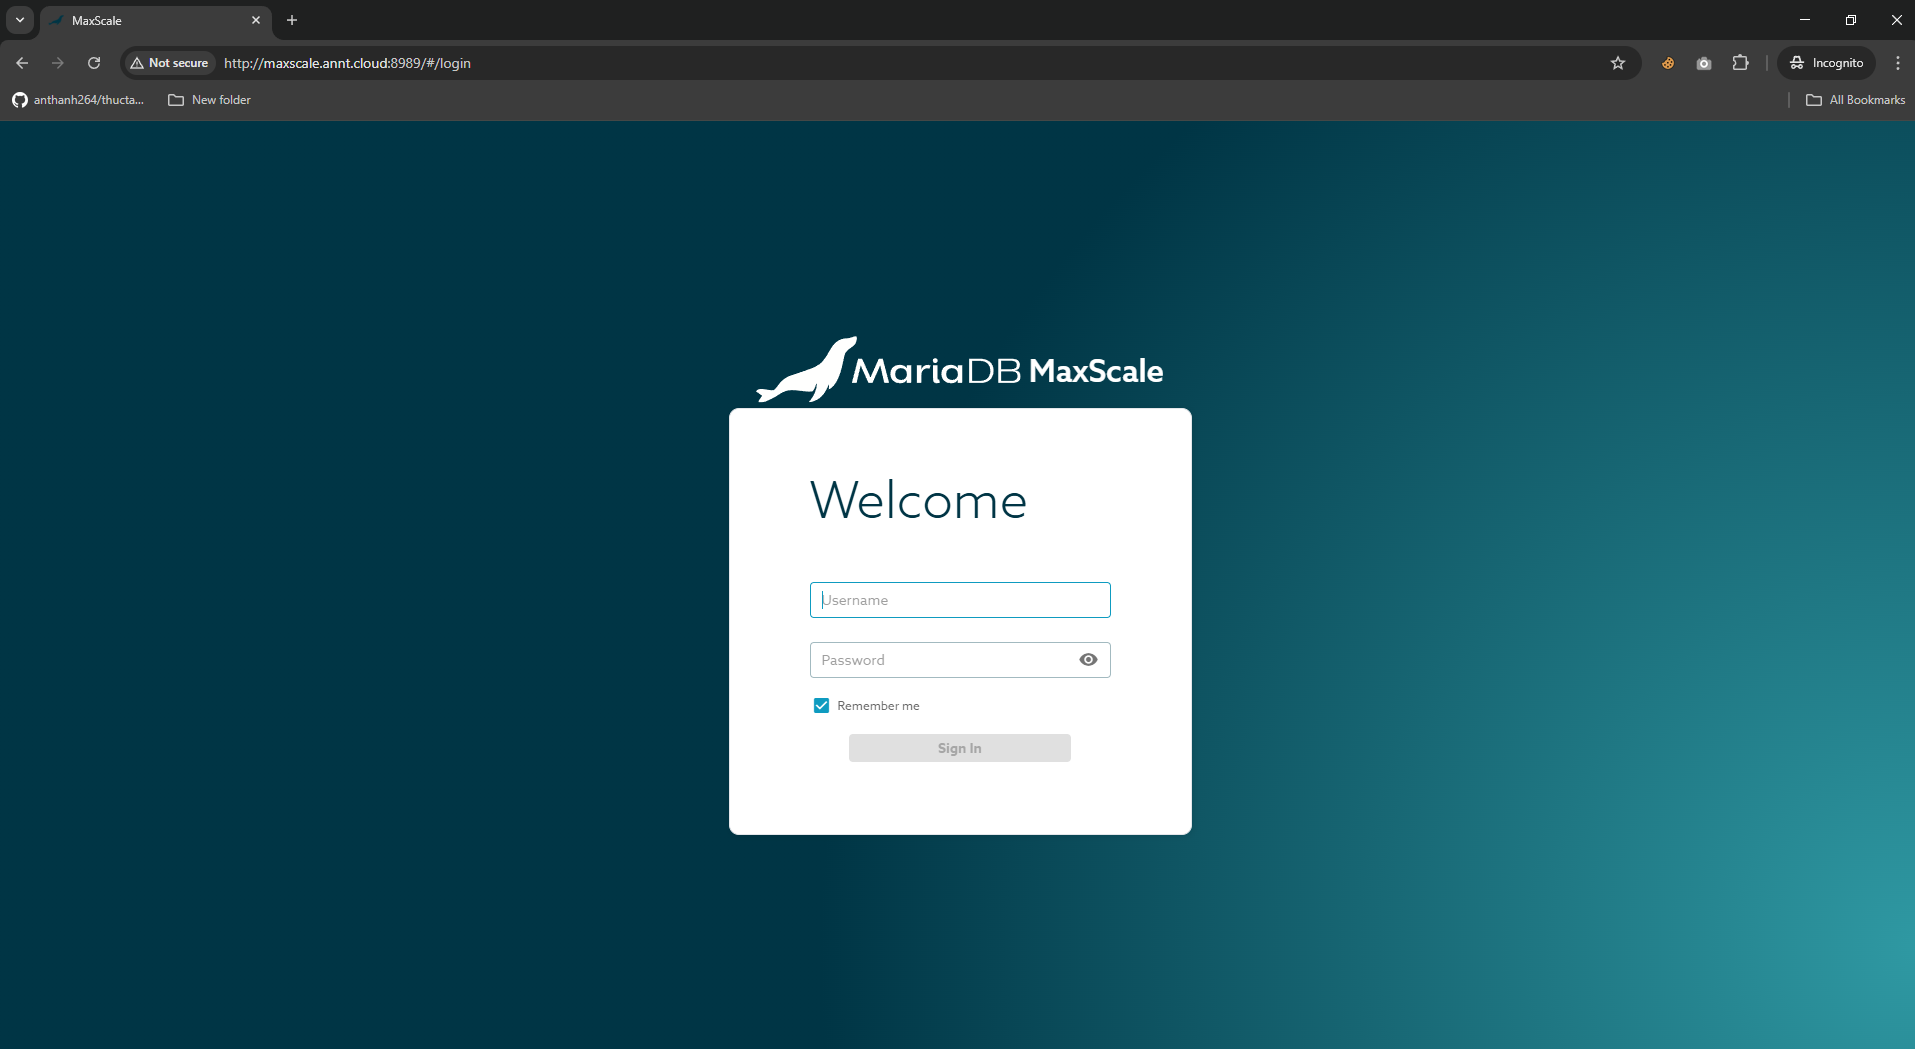 MaxScale
Not secure
http://maxscale.annt.cloud:8989/#/login
Incognito
anthanh264/thucta...
New folder
All Bookmarks
MariaDB MaxScale
Welcome
Username
Password
Remember me
Sign In